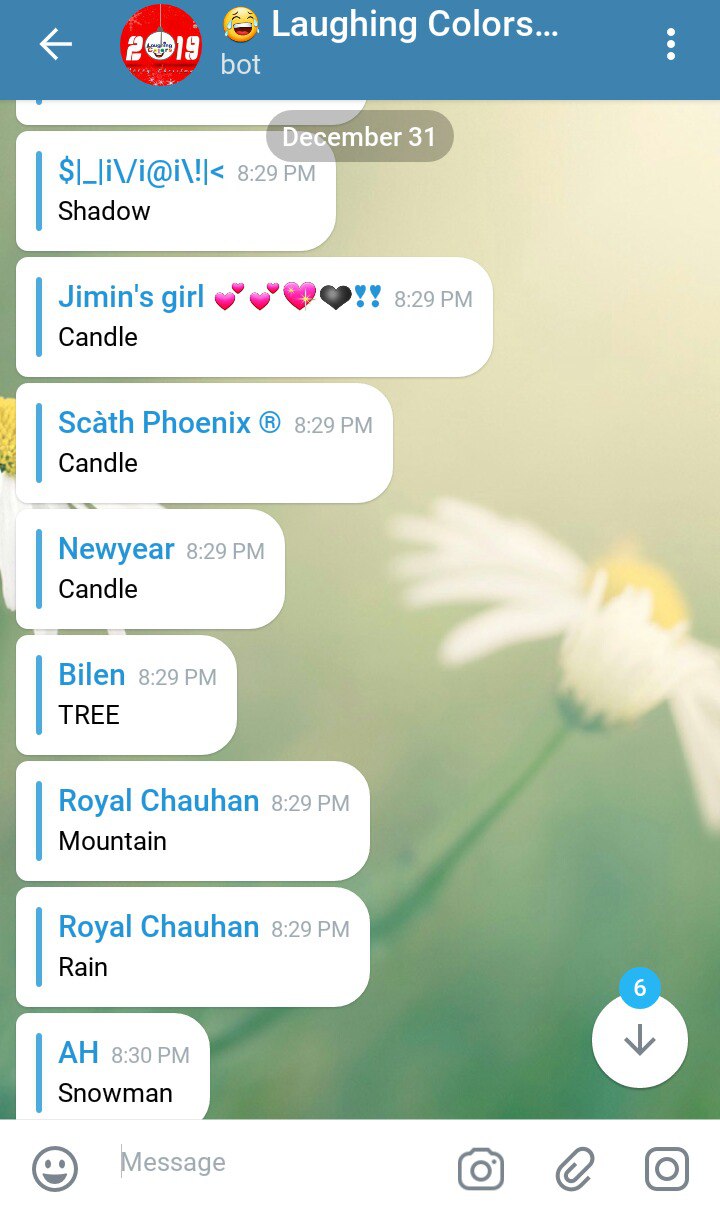 😂 Laughing Colors...
bot
2019
Laughing
Colors
December 31
$|_|i\/i@i\!|< 8:29 PM
Shadow
Jimin's girl 💕💕💖🖤❣❣ 8:29 PM
Candle
Scàth Phoenix ® 8:29 PM
Candle
Newyear 8:29 PM
Candle
Bilen 8:29 PM
TREE
Royal Chauhan 8:29 PM
Mountain
Royal Chauhan 8:29 PM
Rain
6
AH 8:30 PM
Snowman
Message